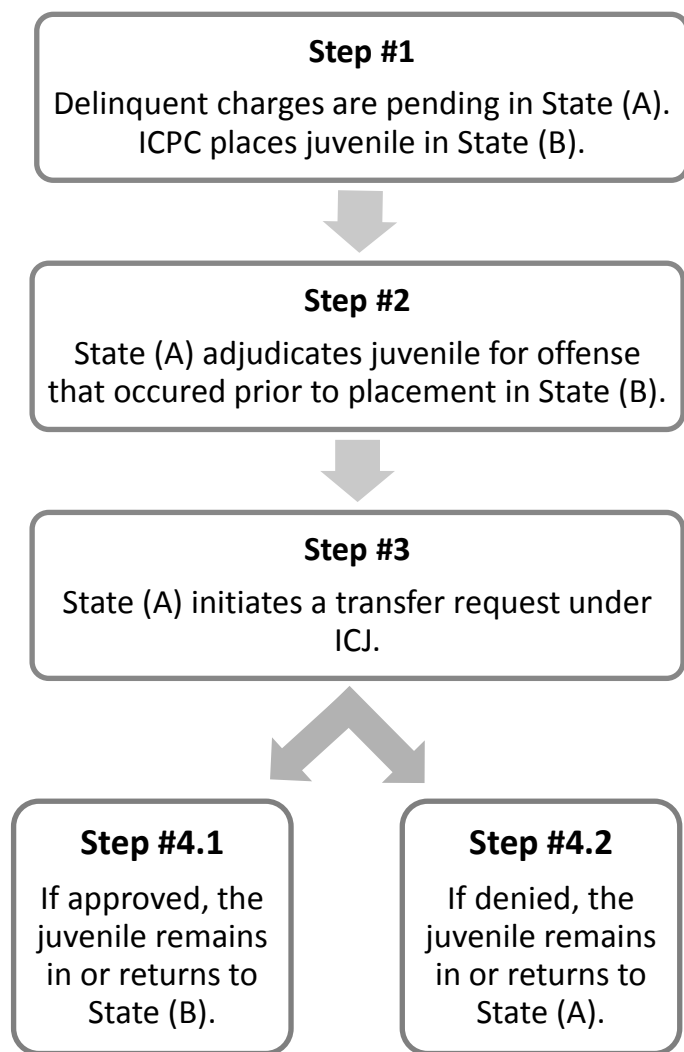 Step #1
Delinquent charges are pending in State (A).
ICPC places juvenile in State (B).
Step #2
State (A) adjudicates juvenile for offense
that occured prior to placement in State (B).
Step #3
State (A) initiates a transfer request under
ICJ.
Step #4.1
If approved, the
juvenile remains
in or returns to
State (B).
Step #4.2
If denied, the
juvenile remains
in or returns to
State (A).